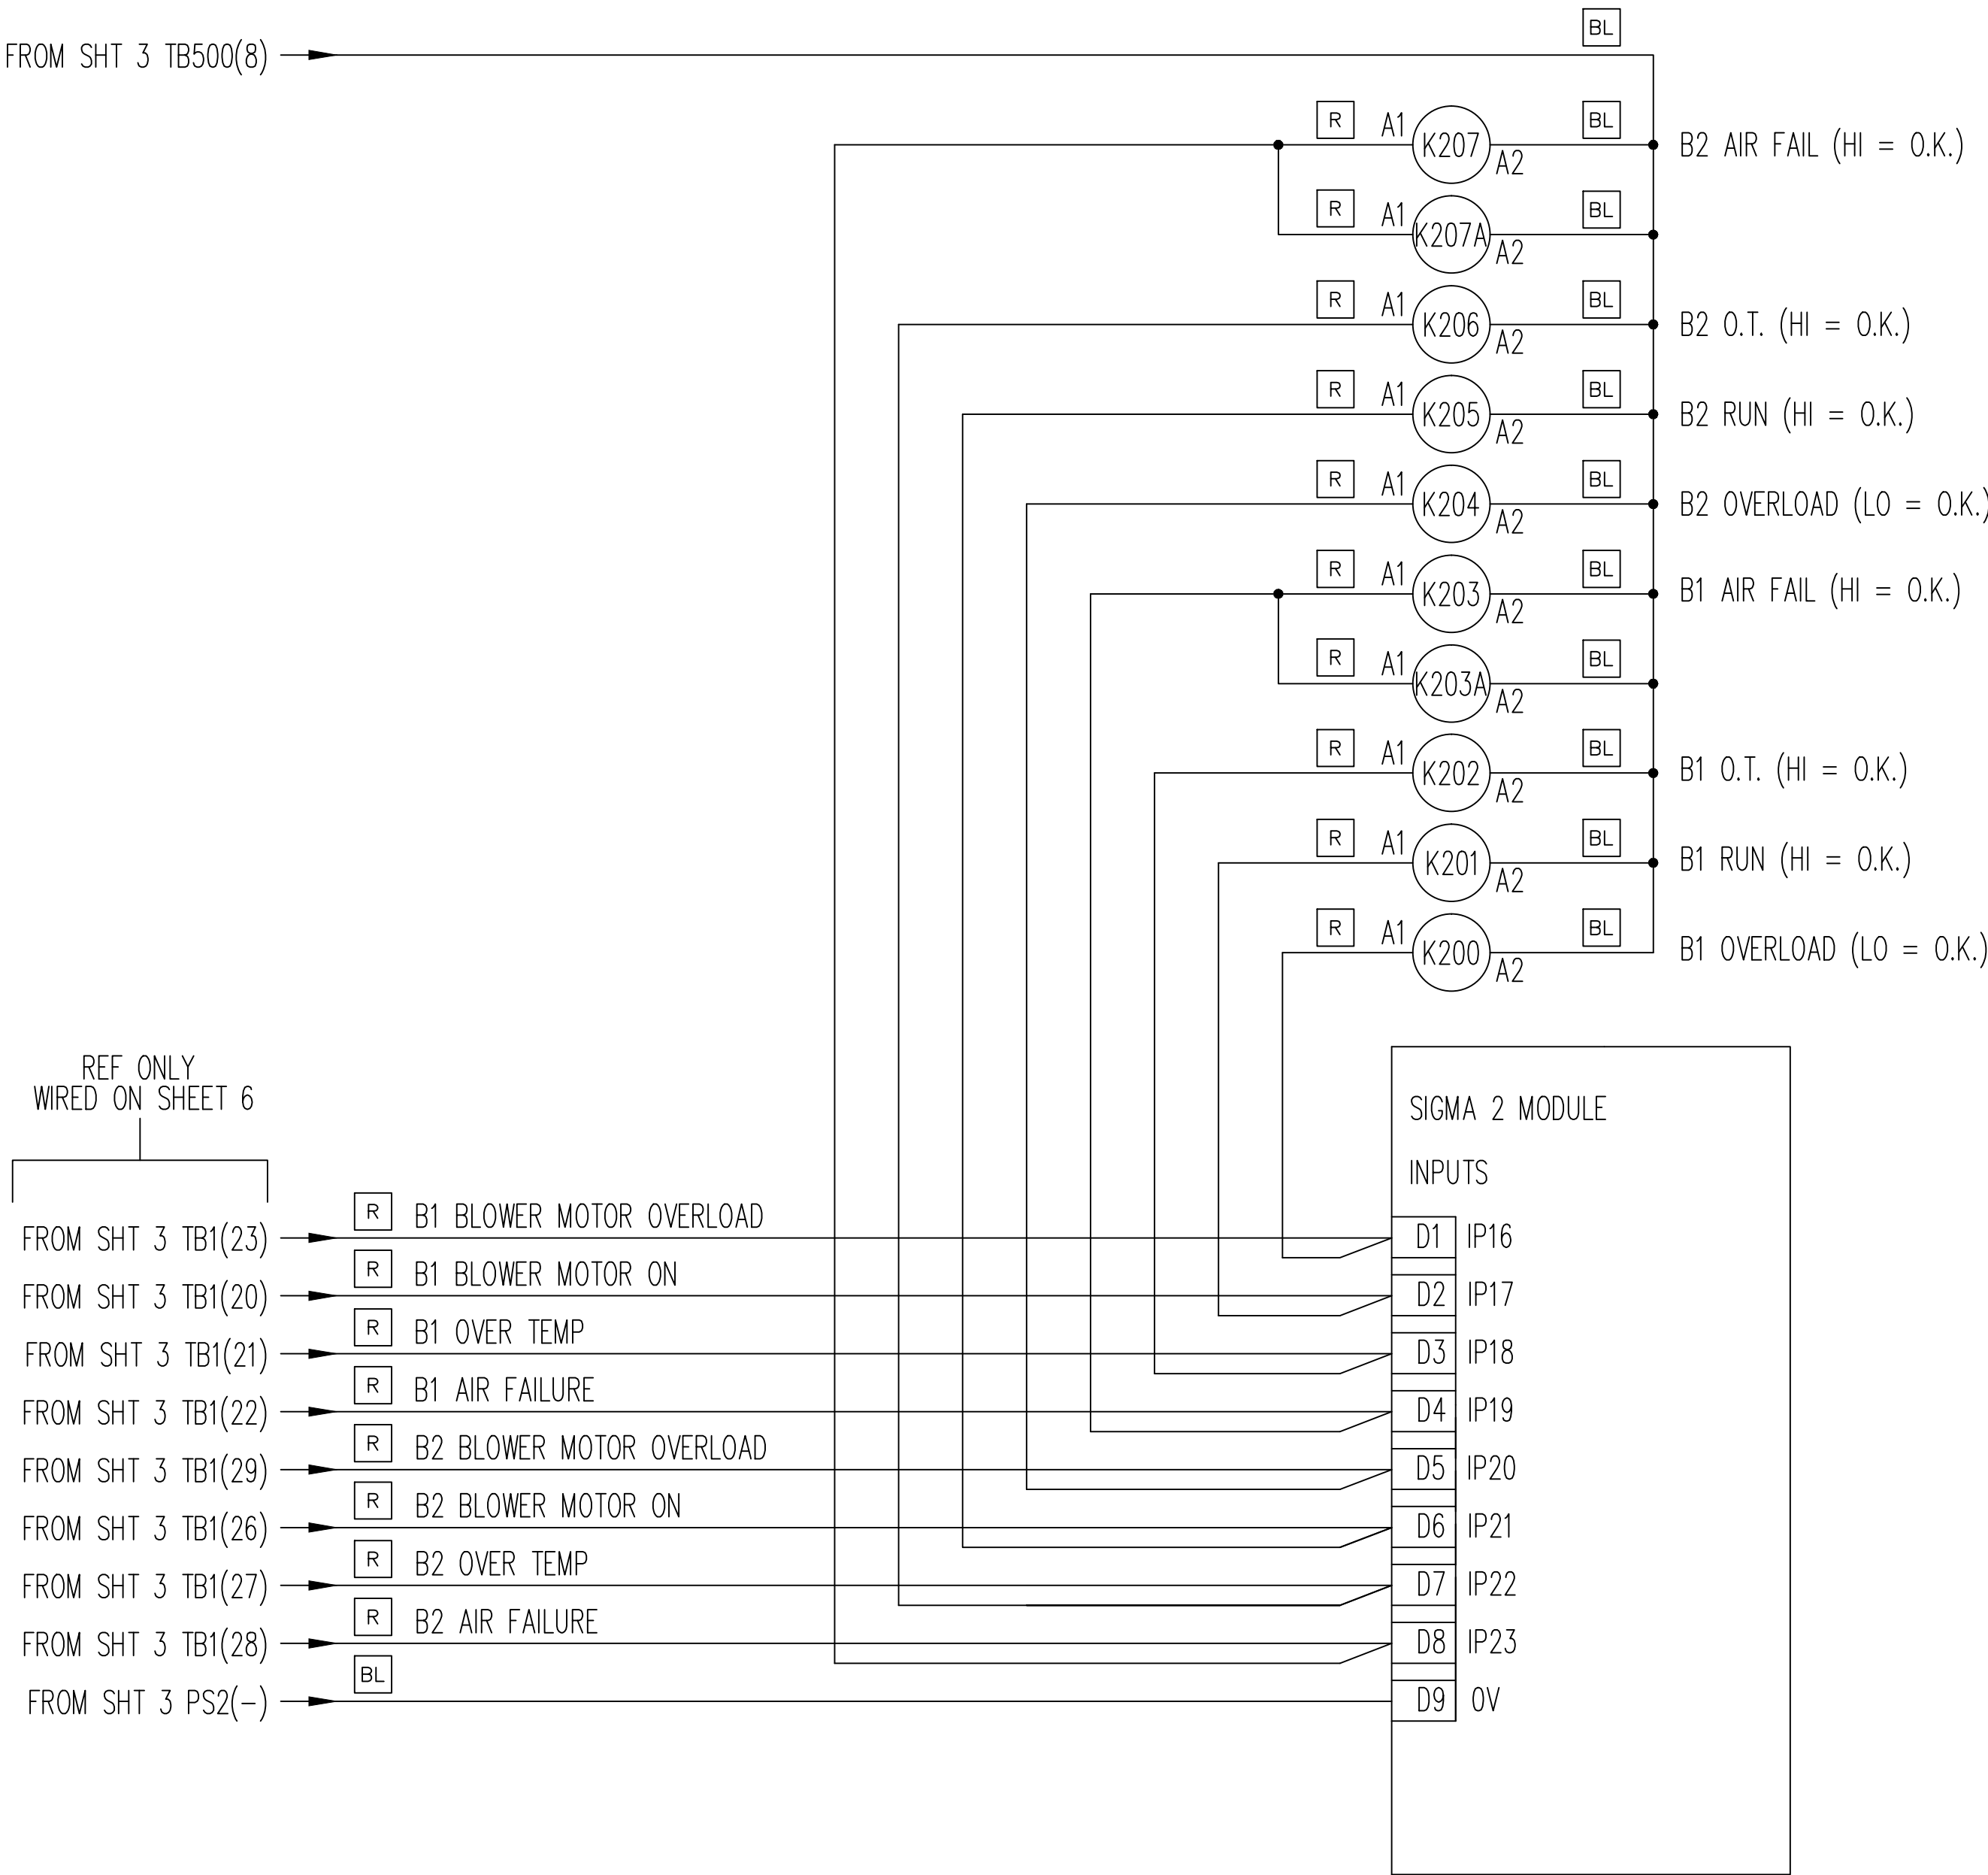 BL
FROM SHT 3 TB500(8)
R A1 K207 A2 BL B2 AIR FAIL (HI = O.K.)
R A1 K207A A2 BL
R A1 K206 A2 BL B2 O.T. (HI = O.K.)
R A1 K205 A2 BL B2 RUN (HI = O.K.)
R A1 K204 A2 BL B2 OVERLOAD (LO = O.K.)
R A1 K203 A2 BL B1 AIR FAIL (HI = O.K.)
R A1 K203A A2 BL
R A1 K202 A2 BL B1 O.T. (HI = O.K.)
R A1 K201 A2 BL B1 RUN (HI = O.K.)
R A1 K200 A2 BL B1 OVERLOAD (LO = O.K.)
REF ONLY
WIRED ON SHEET 6
SIGMA 2 MODULE
INPUTS
FROM SHT 3 TB1(23) R B1 BLOWER MOTOR OVERLOAD D1 IP16
FROM SHT 3 TB1(20) R B1 BLOWER MOTOR ON D2 IP17
FROM SHT 3 TB1(21) R B1 OVER TEMP D3 IP18
FROM SHT 3 TB1(22) R B1 AIR FAILURE D4 IP19
FROM SHT 3 TB1(29) R B2 BLOWER MOTOR OVERLOAD D5 IP20
FROM SHT 3 TB1(26) R B2 BLOWER MOTOR ON D6 IP21
FROM SHT 3 TB1(27) R B2 OVER TEMP D7 IP22
FROM SHT 3 TB1(28) R B2 AIR FAILURE D8 IP23
FROM SHT 3 PS2(-) BL D9 0V